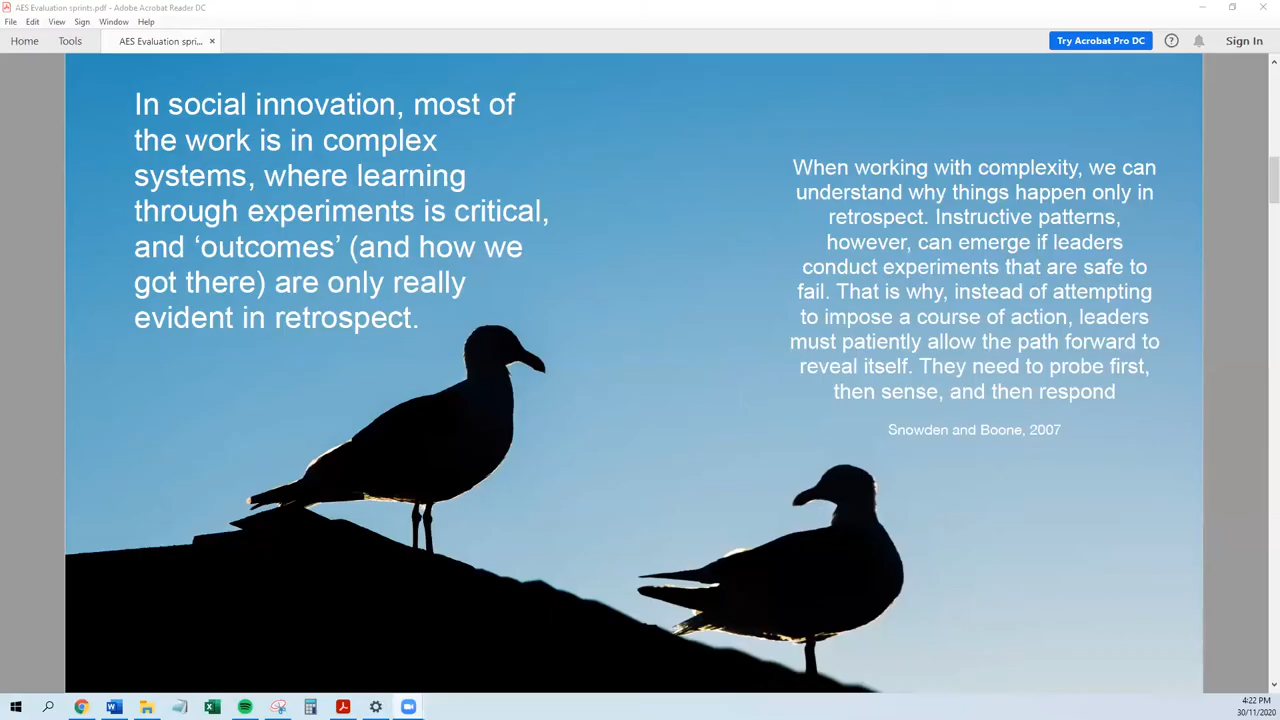 AES Evaluation sprints.pdf - Adobe Acrobat Reader DC
File Edit View Sign Window Help
Home Tools AES Evaluation spri... ×
Try Acrobat Pro DC
Sign In
In social innovation, most of
the work is in complex
systems, where learning
through experiments is critical,
and ‘outcomes’ (and how we
got there) are only really
evident in retrospect.
When working with complexity, we can
understand why things happen only in
retrospect. Instructive patterns,
however, can emerge if leaders
conduct experiments that are safe to
fail. That is why, instead of attempting
to impose a course of action, leaders
must patiently allow the path forward to
reveal itself. They need to probe first,
then sense, and then respond
Snowden and Boone, 2007
4:22 PM
30/11/2020